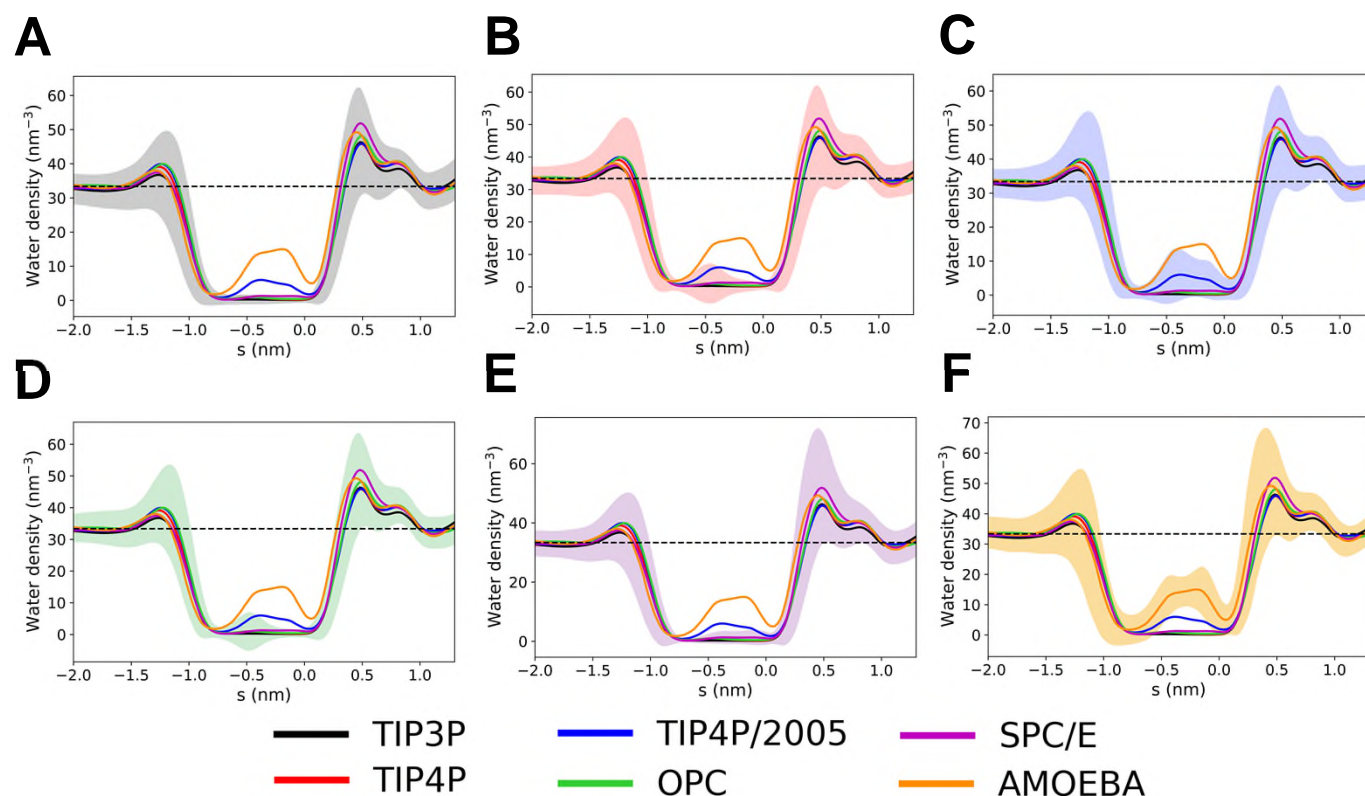 A B C
Water density (nm⁻³) Water density (nm⁻³) Water density (nm⁻³)
60 60 60
50 50 50
40 40 40
30 30 30
20 20 20
10 10 10
0 0 0
−2.0 −1.5 −1.0 −0.5 0.0 0.5 1.0 −2.0 −1.5 −1.0 −0.5 0.0 0.5 1.0 −2.0 −1.5 −1.0 −0.5 0.0 0.5 1.0
s (nm) s (nm) s (nm)
D E F
Water density (nm⁻³) Water density (nm⁻³) Water density (nm⁻³)
70
60 60 60
50 50
40 40 40
30 30
20 20 20
10 10
0 0 0
−2.0 −1.5 −1.0 −0.5 0.0 0.5 1.0 −2.0 −1.5 −1.0 −0.5 0.0 0.5 1.0 −2.0 −1.5 −1.0 −0.5 0.0 0.5 1.0
s (nm) s (nm) s (nm)
TIP3P TIP4P/2005 SPC/E
TIP4P OPC AMOEBA